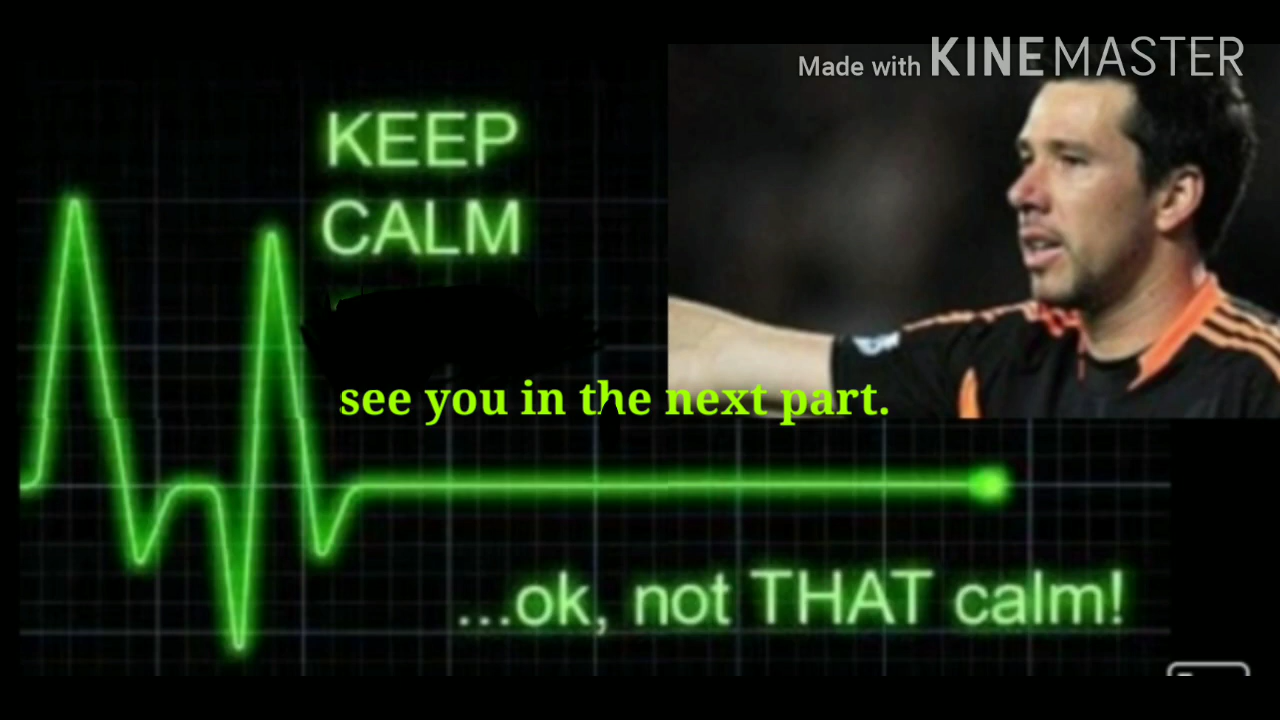 Made with KINEMASTER
KEEP
CALM
see you in the next part.
...ok, not THAT calm!